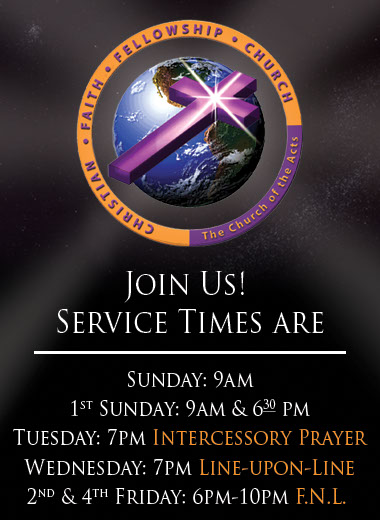 CHRISTIAN • FAITH • FELLOWSHIP • CHURCH
The Church of the Acts
Join Us!
Service Times are
Sunday: 9am
1st Sunday: 9am & 630 pm
Tuesday: 7pm Intercessory Prayer
Wednesday: 7pm Line-upon-Line
2nd & 4th Friday: 6pm-10pm F.N.L.